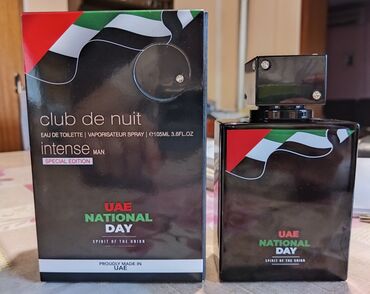 club de nuit
EAU DE TOILETTE | VAPORISATEUR SPRAY | ℮105ML 3.6FL.OZ
intense MAN
SPECIAL EDITION
UAE
NATIONAL
DAY
SPIRIT OF THE UNION
PROUDLY MADE IN
UAE
UAE
NATIONAL
DAY
SPIRIT OF THE UNION